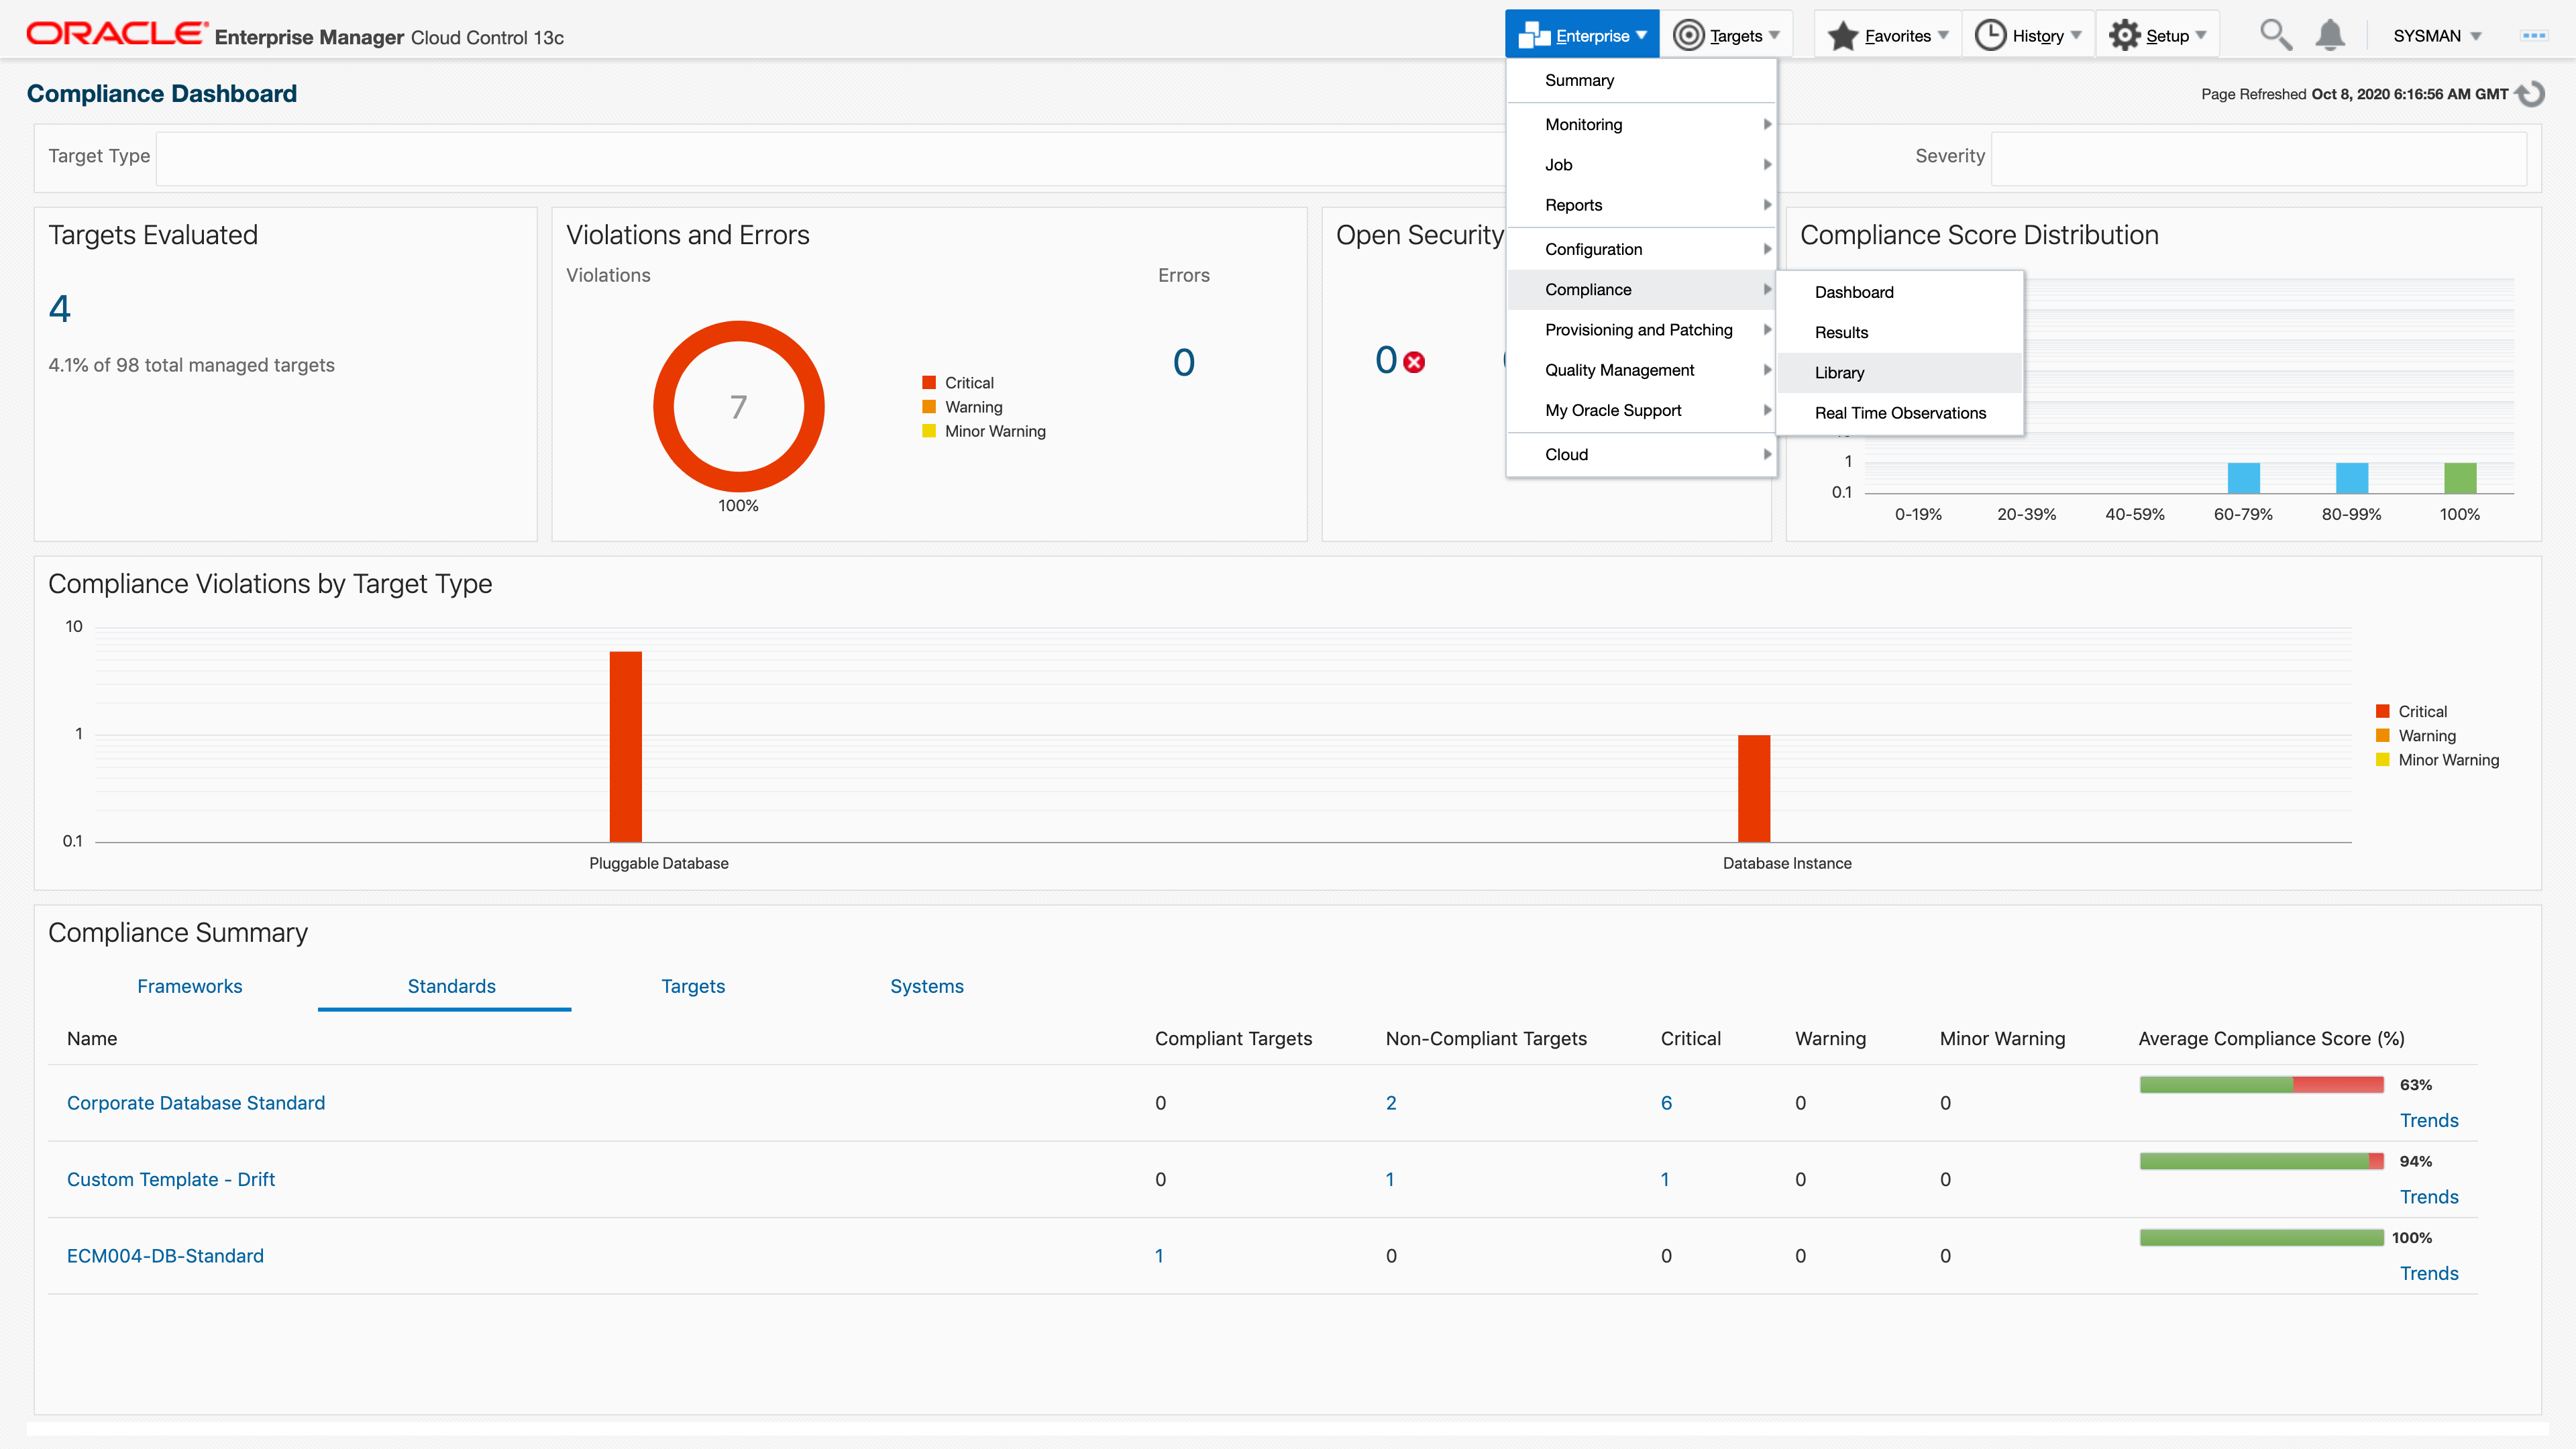 ORACLE® Enterprise Manager Cloud Control 13c
Enterprise
Targets
Favorites
History
Setup
SYSMAN
Compliance Dashboard
Page Refreshed Oct 8, 2020 6:16:56 AM GMT
Target Type
Severity
Summary
Monitoring
Job
Reports
Configuration
Compliance
Provisioning and Patching
Quality Management
My Oracle Support
Cloud
Dashboard
Results
Library
Real Time Observations
Targets Evaluated
4
4.1% of 98 total managed targets
Violations and Errors
Violations
Errors
7
100%
Critical
Warning
Minor Warning
0
Open Security
0
Compliance Score Distribution
1
0.1
0-19%
20-39%
40-59%
60-79%
80-99%
100%
Compliance Violations by Target Type
10
1
0.1
Pluggable Database
Database Instance
Critical
Warning
Minor Warning
Compliance Summary
Frameworks
Standards
Targets
Systems
Name Compliant Targets Non-Compliant Targets Critical Warning Minor Warning Average Compliance Score (%)
Corporate Database Standard 0 2 6 0 0 63%
Trends
Custom Template - Drift 0 1 1 0 0 94%
Trends
ECM004-DB-Standard 1 0 0 0 0 100%
Trends